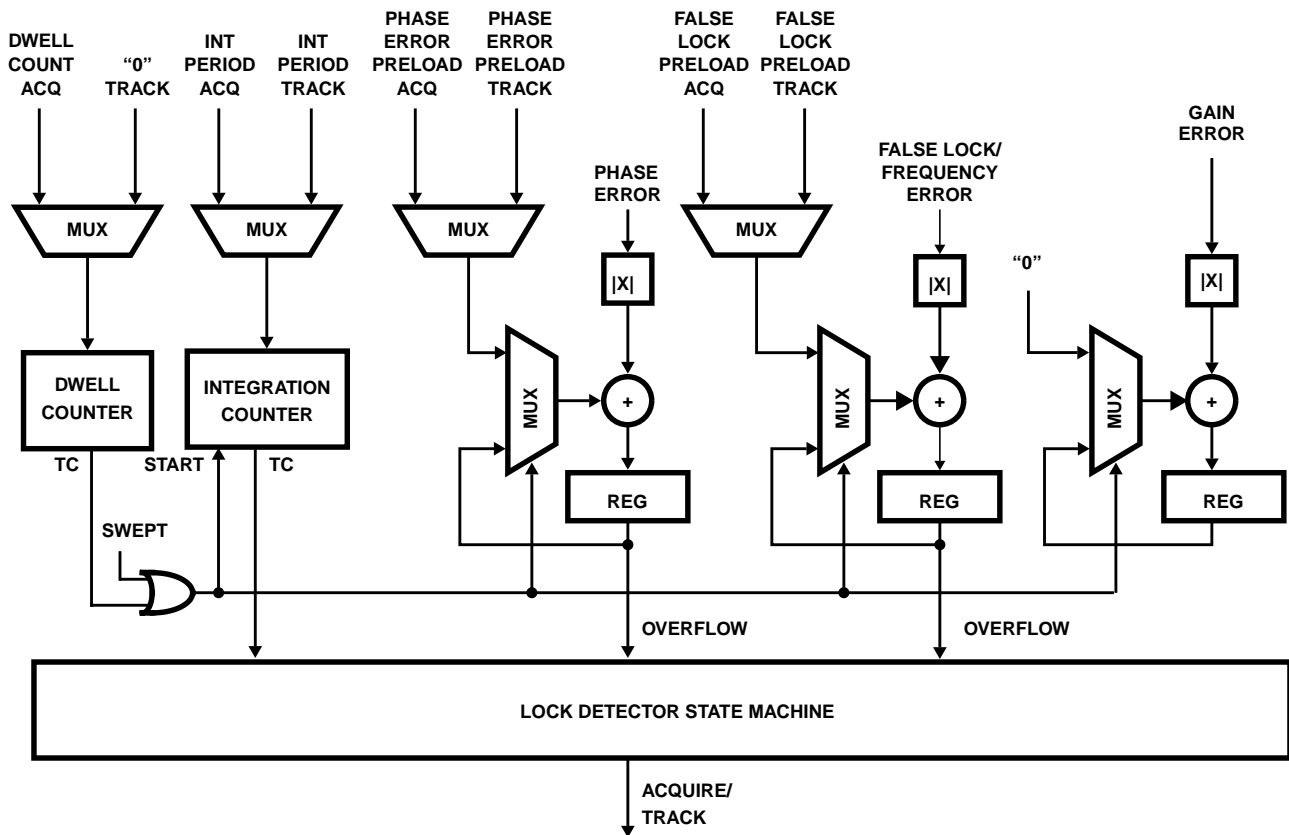 DWELL
COUNT
ACQ
“0”
TRACK
INT
PERIOD
ACQ
INT
PERIOD
TRACK
PHASE
ERROR
PRELOAD
ACQ
PHASE
ERROR
PRELOAD
TRACK
FALSE
LOCK
PRELOAD
ACQ
FALSE
LOCK
PRELOAD
TRACK
GAIN
ERROR
PHASE
ERROR
FALSE LOCK/
FREQUENCY
ERROR
MUX
MUX
MUX
MUX
“0”
|X|
|X|
|X|
DWELL
COUNTER
INTEGRATION
COUNTER
MUX
+
MUX
+
MUX
+
TC
START
TC
REG
REG
REG
SWEPT
OVERFLOW
OVERFLOW
LOCK DETECTOR STATE MACHINE
ACQUIRE/
TRACK